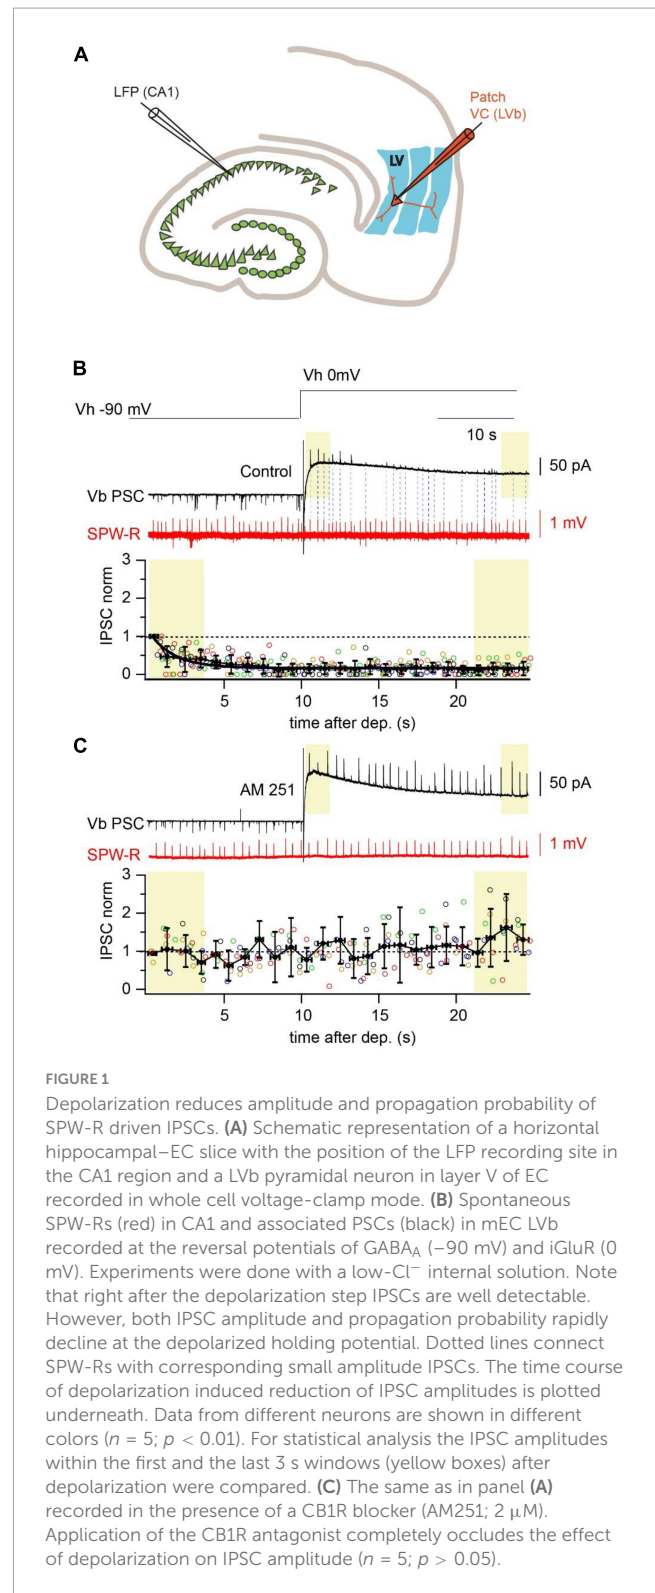 A
LFP (CA1)
Patch
VC (LVb)
LV
B
Vh 0mV
Vh -90 mV
10 s
Control
50 pA
Vb PSC
SPW-R
1 mV
3
2
1
0
IPSC norm
5
10
15
20
time after dep. (s)
C
AM 251
50 pA
Vb PSC
SPW-R
1 mV
3
2
1
0
IPSC norm
5
10
15
20
time after dep. (s)
FIGURE 1
Depolarization reduces amplitude and propagation probability of
SPW-R driven IPSCs. (A) Schematic representation of a horizontal
hippocampal–EC slice with the position of the LFP recording site in
the CA1 region and a LVb pyramidal neuron in layer V of EC
recorded in whole cell voltage-clamp mode. (B) Spontaneous
SPW-Rs (red) in CA1 and associated PSCs (black) in mEC LVb
recorded at the reversal potentials of GABA_A (−90 mV) and iGluR (0
mV). Experiments were done with a low-Cl⁻ internal solution. Note
that right after the depolarization step IPSCs are well detectable.
However, both IPSC amplitude and propagation probability rapidly
decline at the depolarized holding potential. Dotted lines connect
SPW-Rs with corresponding small amplitude IPSCs. The time course
of depolarization induced reduction of IPSC amplitudes is plotted
underneath. Data from different neurons are shown in different
colors (n = 5; p < 0.01). For statistical analysis the IPSC amplitudes
within the first and the last 3 s windows (yellow boxes) after
depolarization were compared. (C) The same as in panel (A)
recorded in the presence of a CB1R blocker (AM251; 2 μM).
Application of the CB1R antagonist completely occludes the effect
of depolarization on IPSC amplitude (n = 5; p > 0.05).